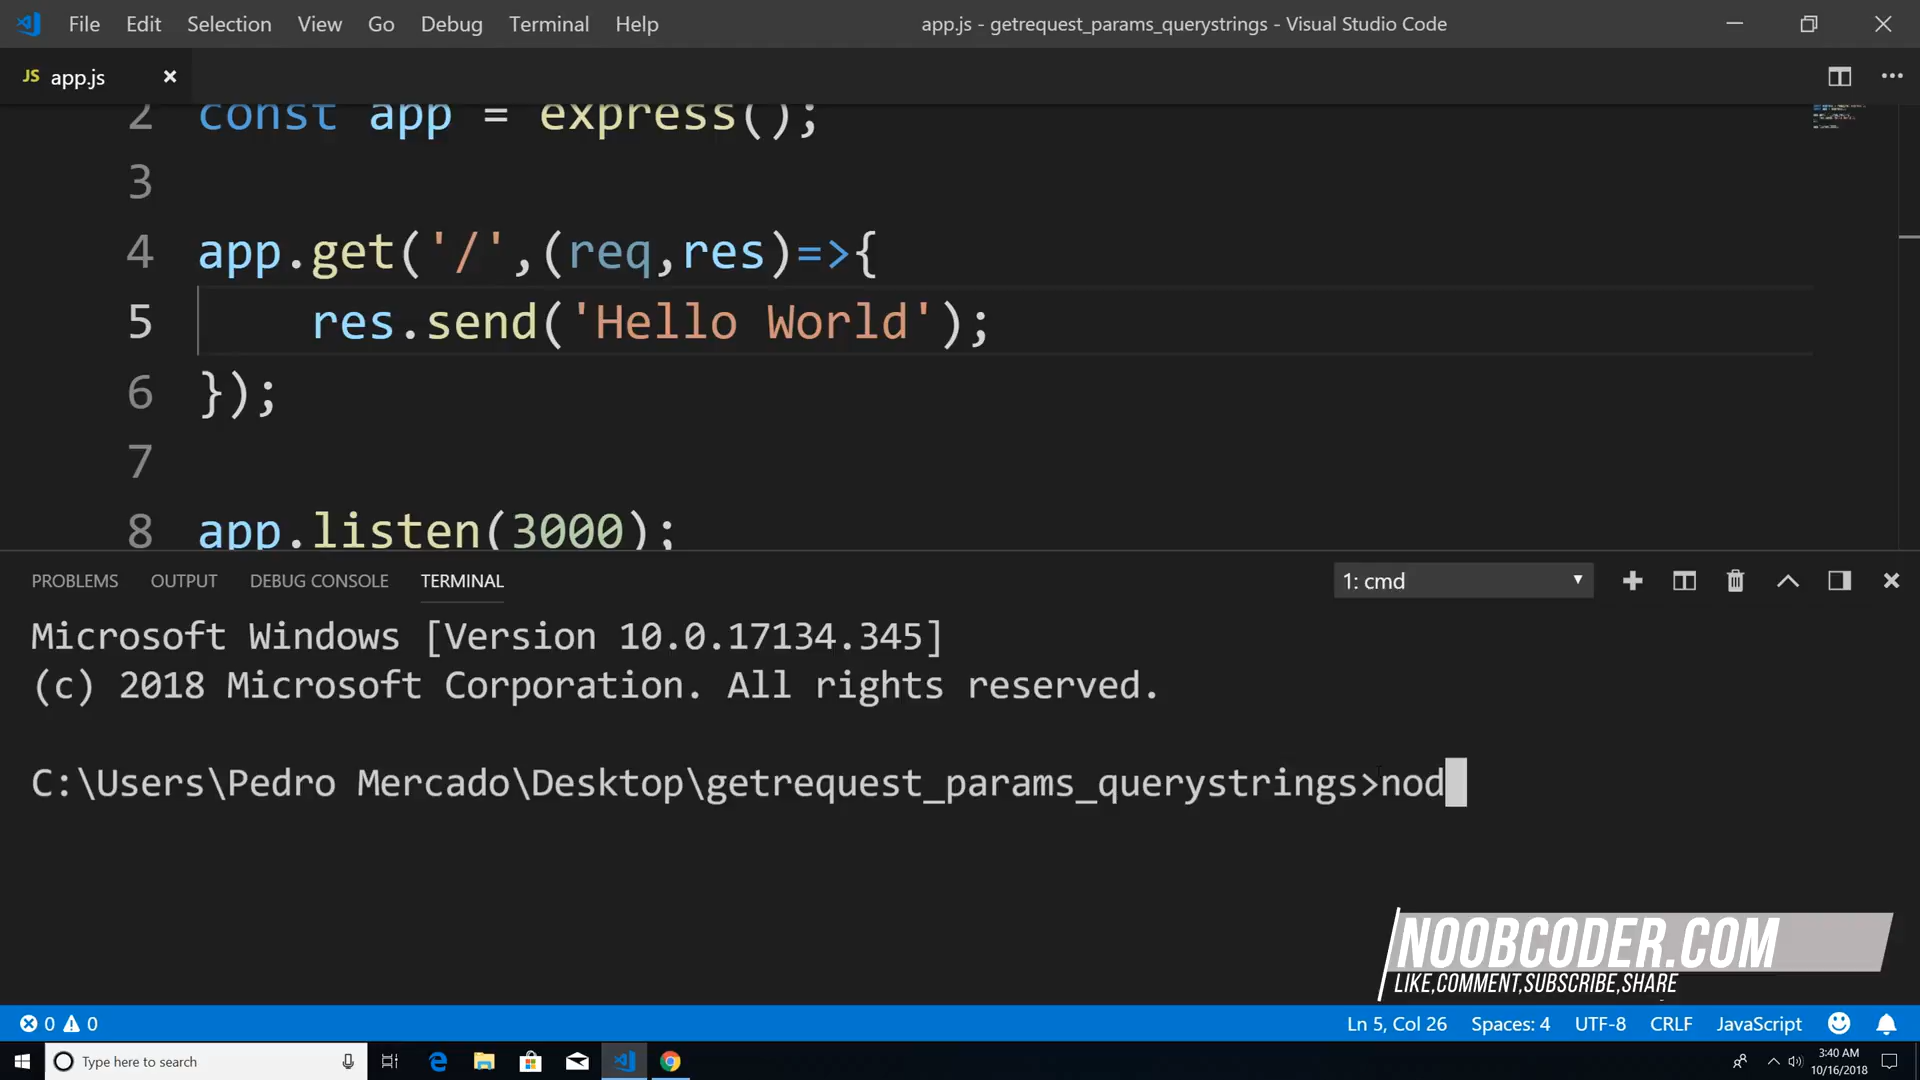 File Edit Selection View Go Debug Terminal Help
app.js - getrequest_params_querystrings - Visual Studio Code
JS app.js
2 const app = express();
3
4 app.get('/',(req,res)=>{
5 res.send('Hello World');
6 });
7
8 app.listen(3000);
PROBLEMS OUTPUT DEBUG CONSOLE TERMINAL
1: cmd
Microsoft Windows [Version 10.0.17134.345]
(c) 2018 Microsoft Corporation. All rights reserved.
C:\Users\Pedro Mercado\Desktop\getrequest_params_querystrings>nod
NOOBCODER.COM
LIKE,COMMENT,SUBSCRIBE,SHARE
0 0
Ln 5, Col 26 Spaces: 4 UTF-8 CRLF JavaScript
Type here to search
3:40 AM
10/16/2018